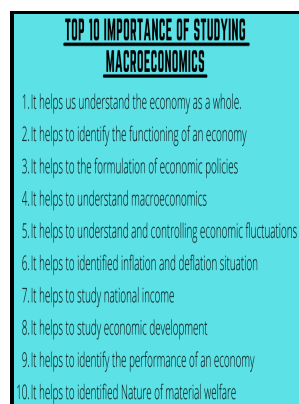 TOP 10 IMPORTANCE OF STUDYING
MACROECONOMICS
1. It helps us understand the economy as a whole.
2. It helps to identify the functioning of an economy
3. It helps to the formulation of economic policies
4. It helps to understand macroeconomics
5. It helps to understand and controlling economic fluctuations
6. It helps to identified inflation and deflation situation
7. It helps to study national income
8. It helps to study economic development
9. It helps to identify the performance of an economy
10. It helps to identified Nature of material welfare